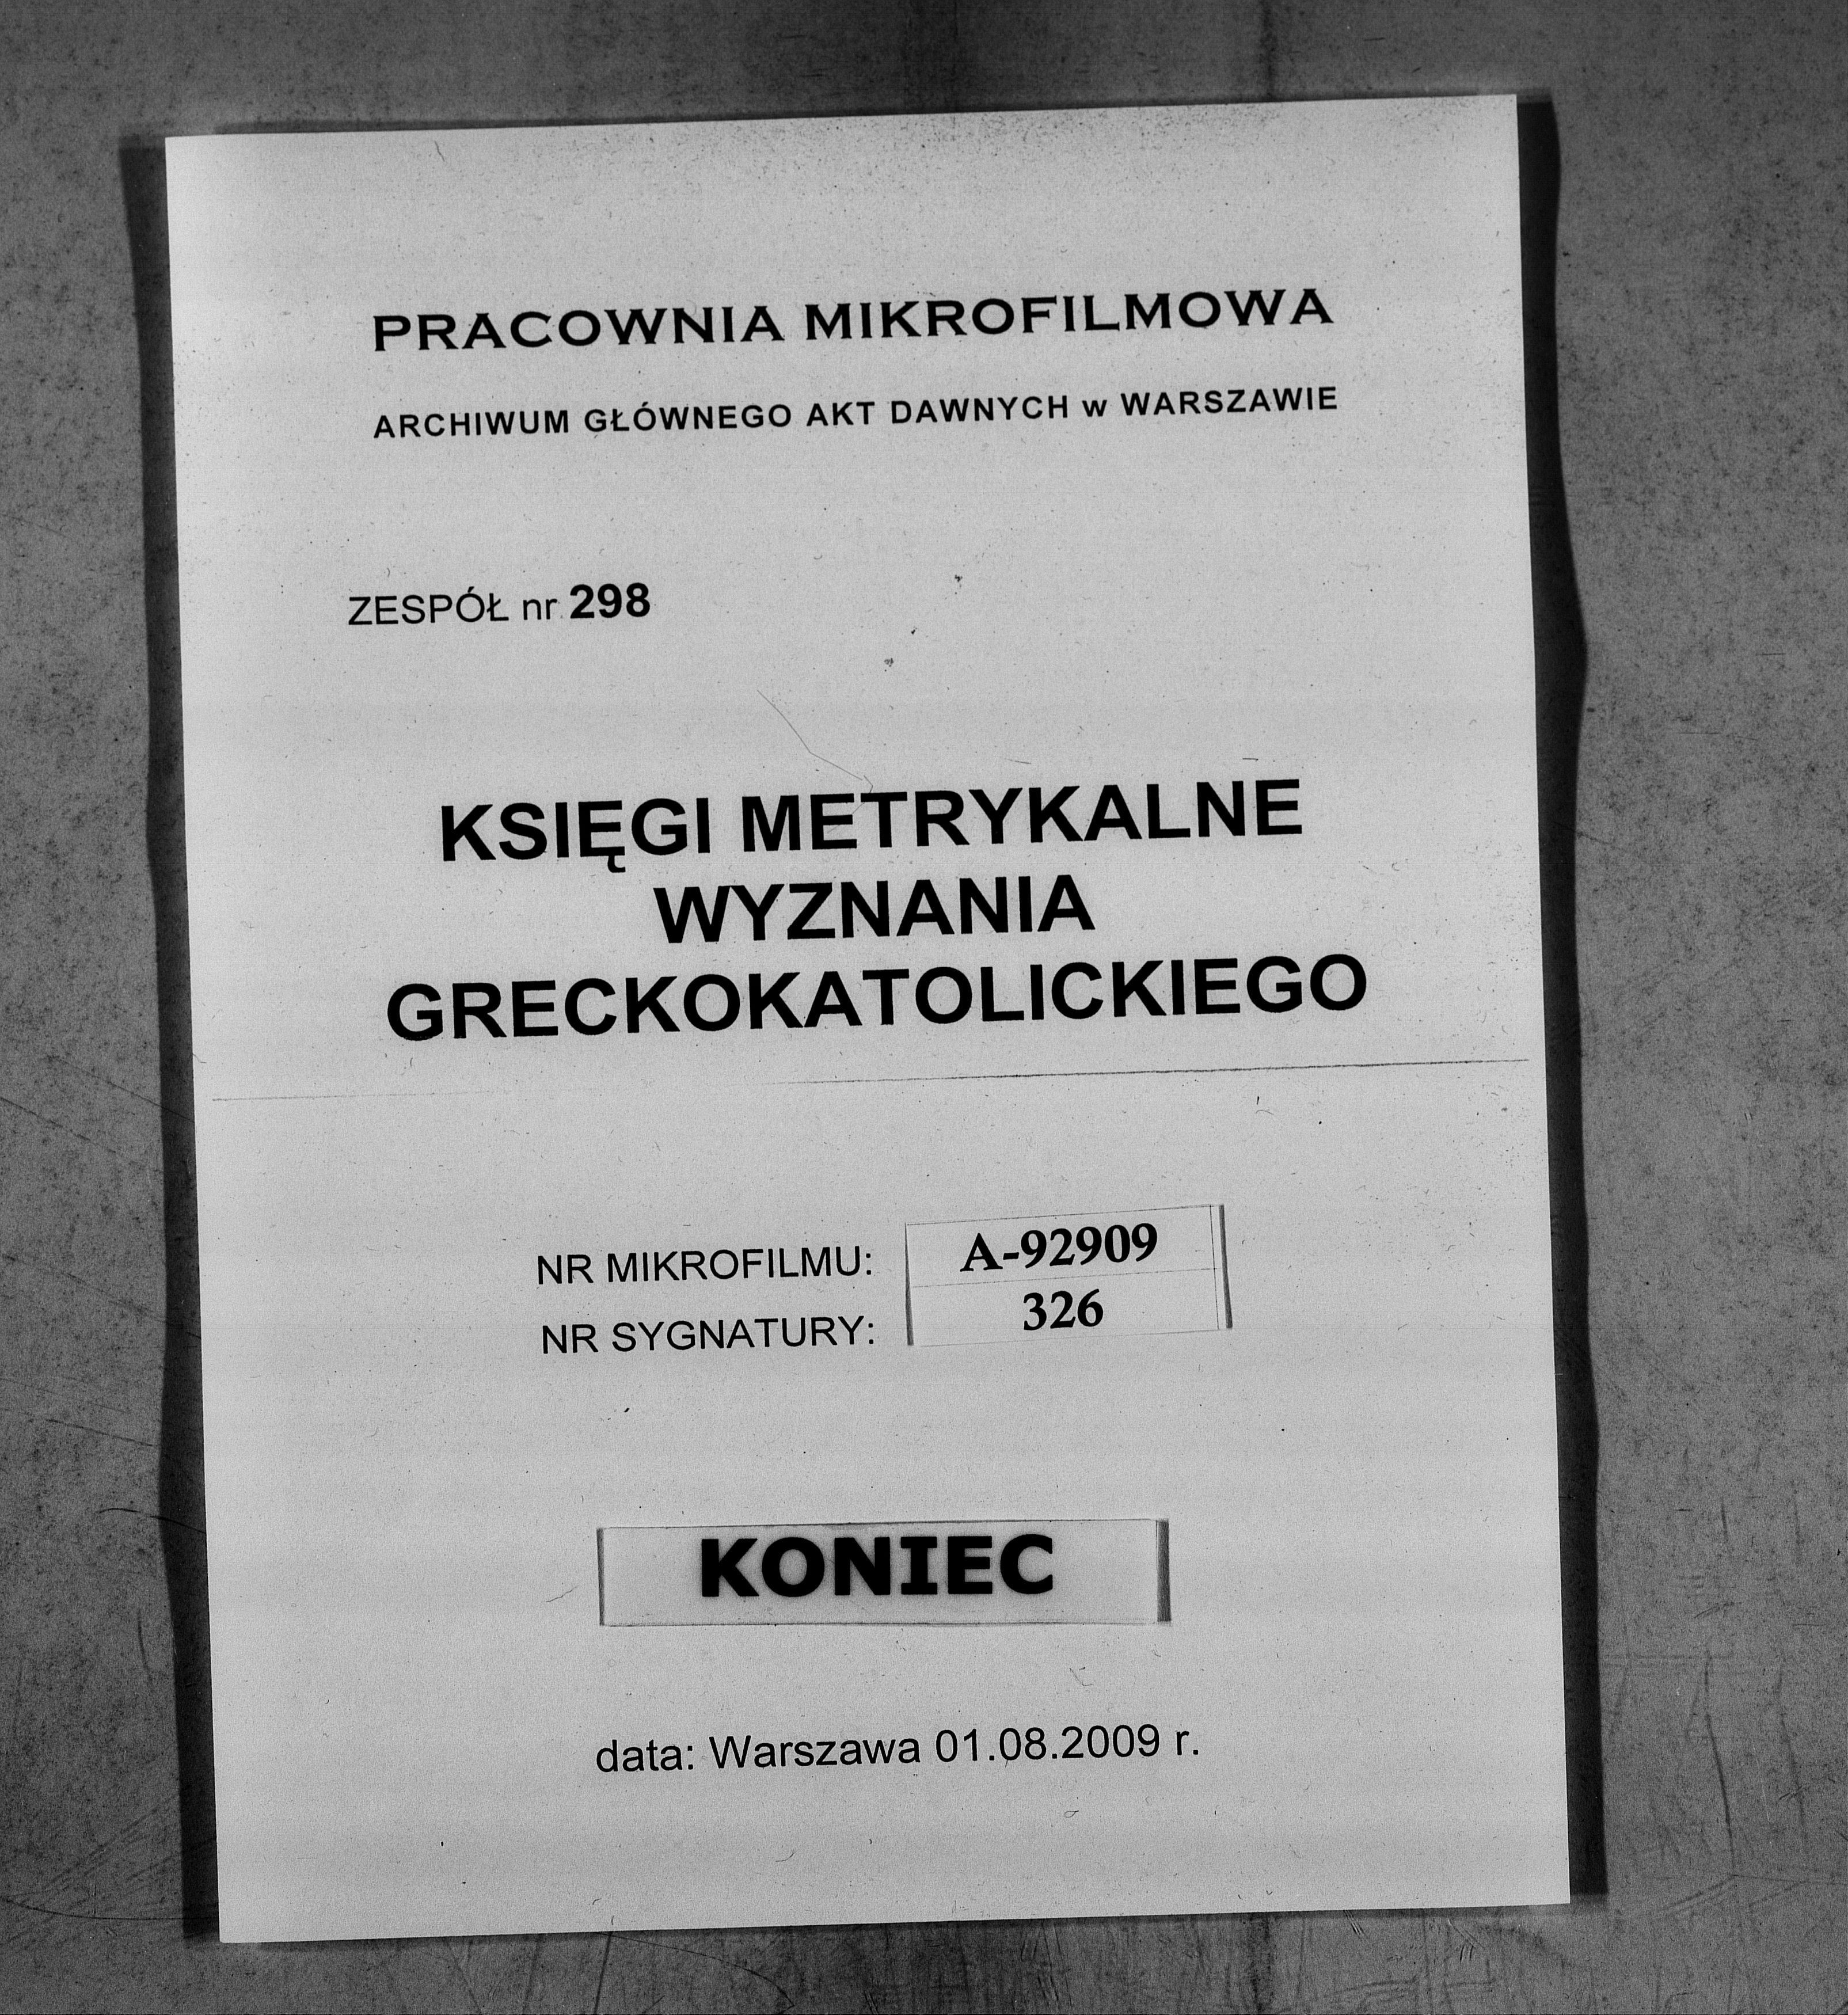 PRACOWNIA MIKROFILMOWA
ARCHIWUM GŁÓWNEGO AKT DAWNYCH w WARSZAWIE
ZESPÓŁ nr 298
KSIĘGI METRYKALNE
WYZNANIA
GRECKOKATOLICKIEGO
NR MIKROFILMU: A-92909
NR SYGNATURY: 326
KONIEC
data: Warszawa 01.08.2009 r.